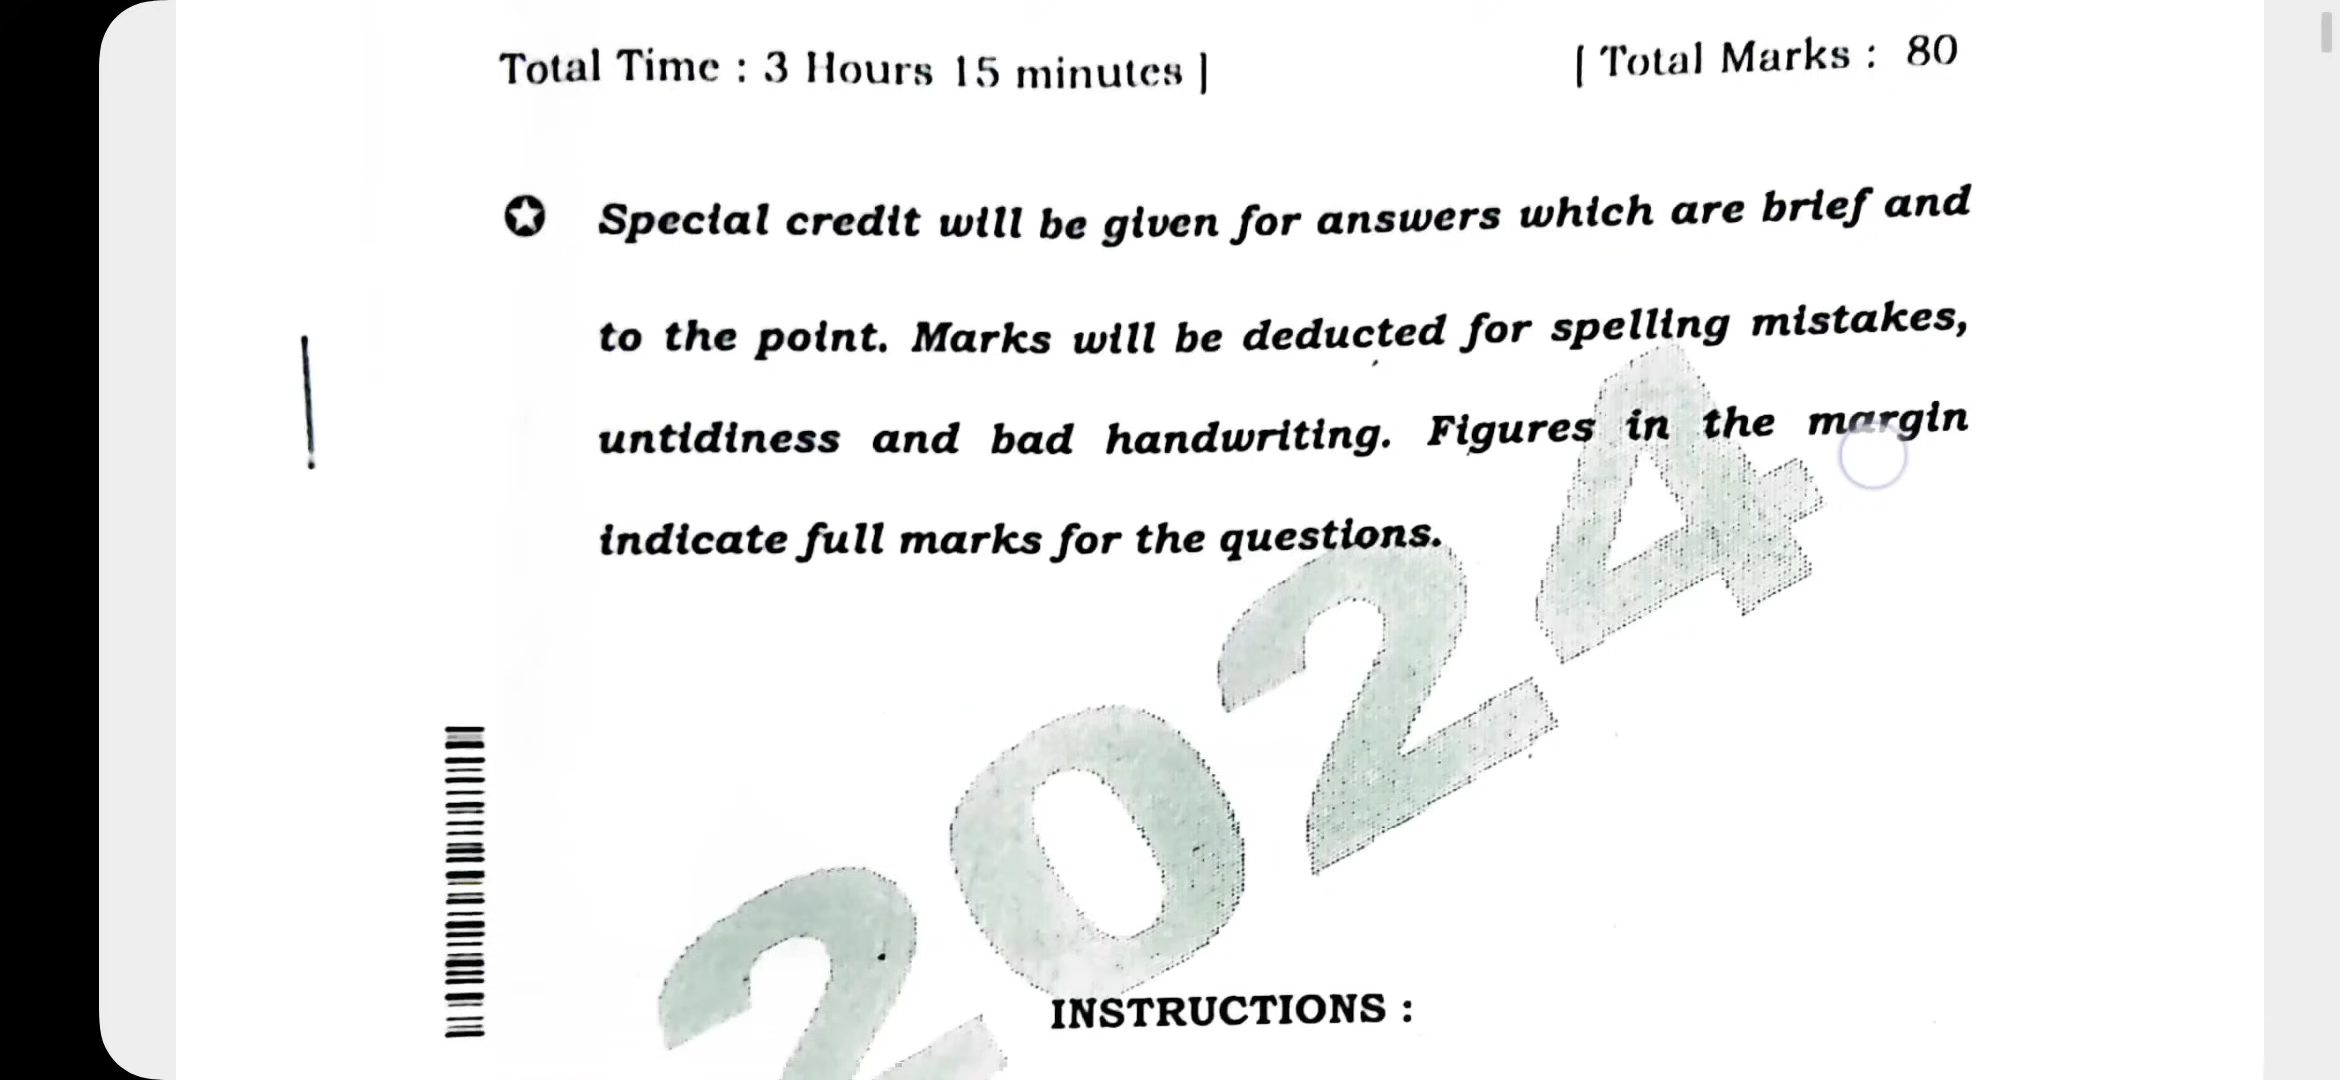 Total Time : 3 Hours 15 minutes ] [ Total Marks : 80
✪ Special credit will be given for answers which are brief and
to the point. Marks will be deducted for spelling mistakes,
untidiness and bad handwriting. Figures in the margin
indicate full marks for the questions.
2024
INSTRUCTIONS :